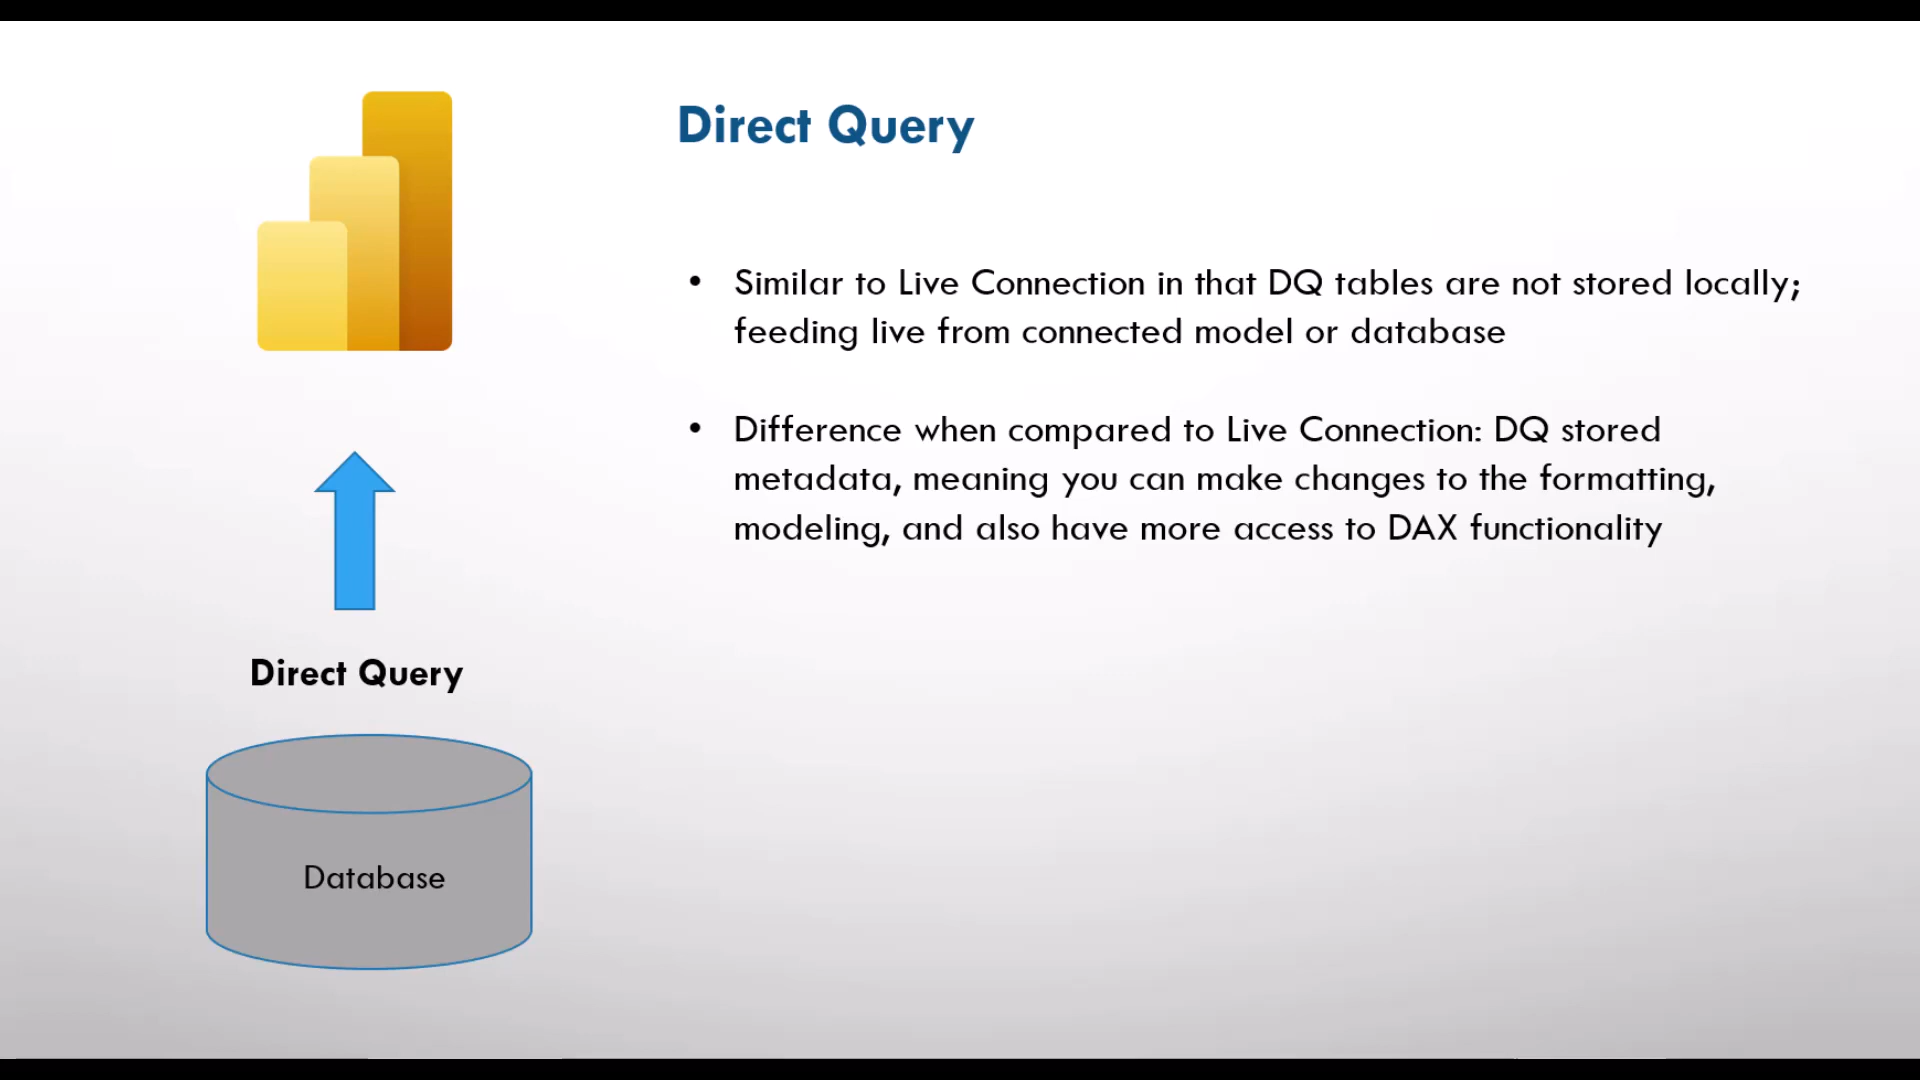 Direct Query
• Similar to Live Connection in that DQ tables are not stored locally;
feeding live from connected model or database
• Difference when compared to Live Connection: DQ stored
metadata, meaning you can make changes to the formatting,
modeling, and also have more access to DAX functionality
Direct Query
Database